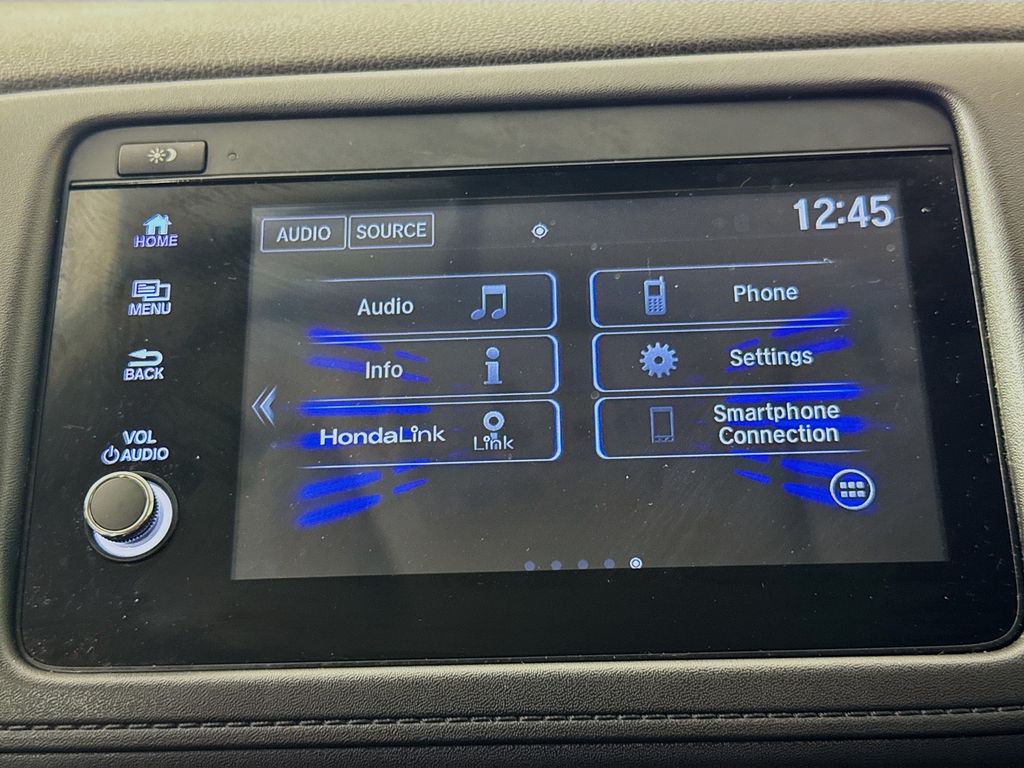 HOME
MENU
BACK
VOL
AUDIO
AUDIO
SOURCE
12:45
Audio
Phone
Info
Settings
HondaLink
Link
Smartphone
Connection